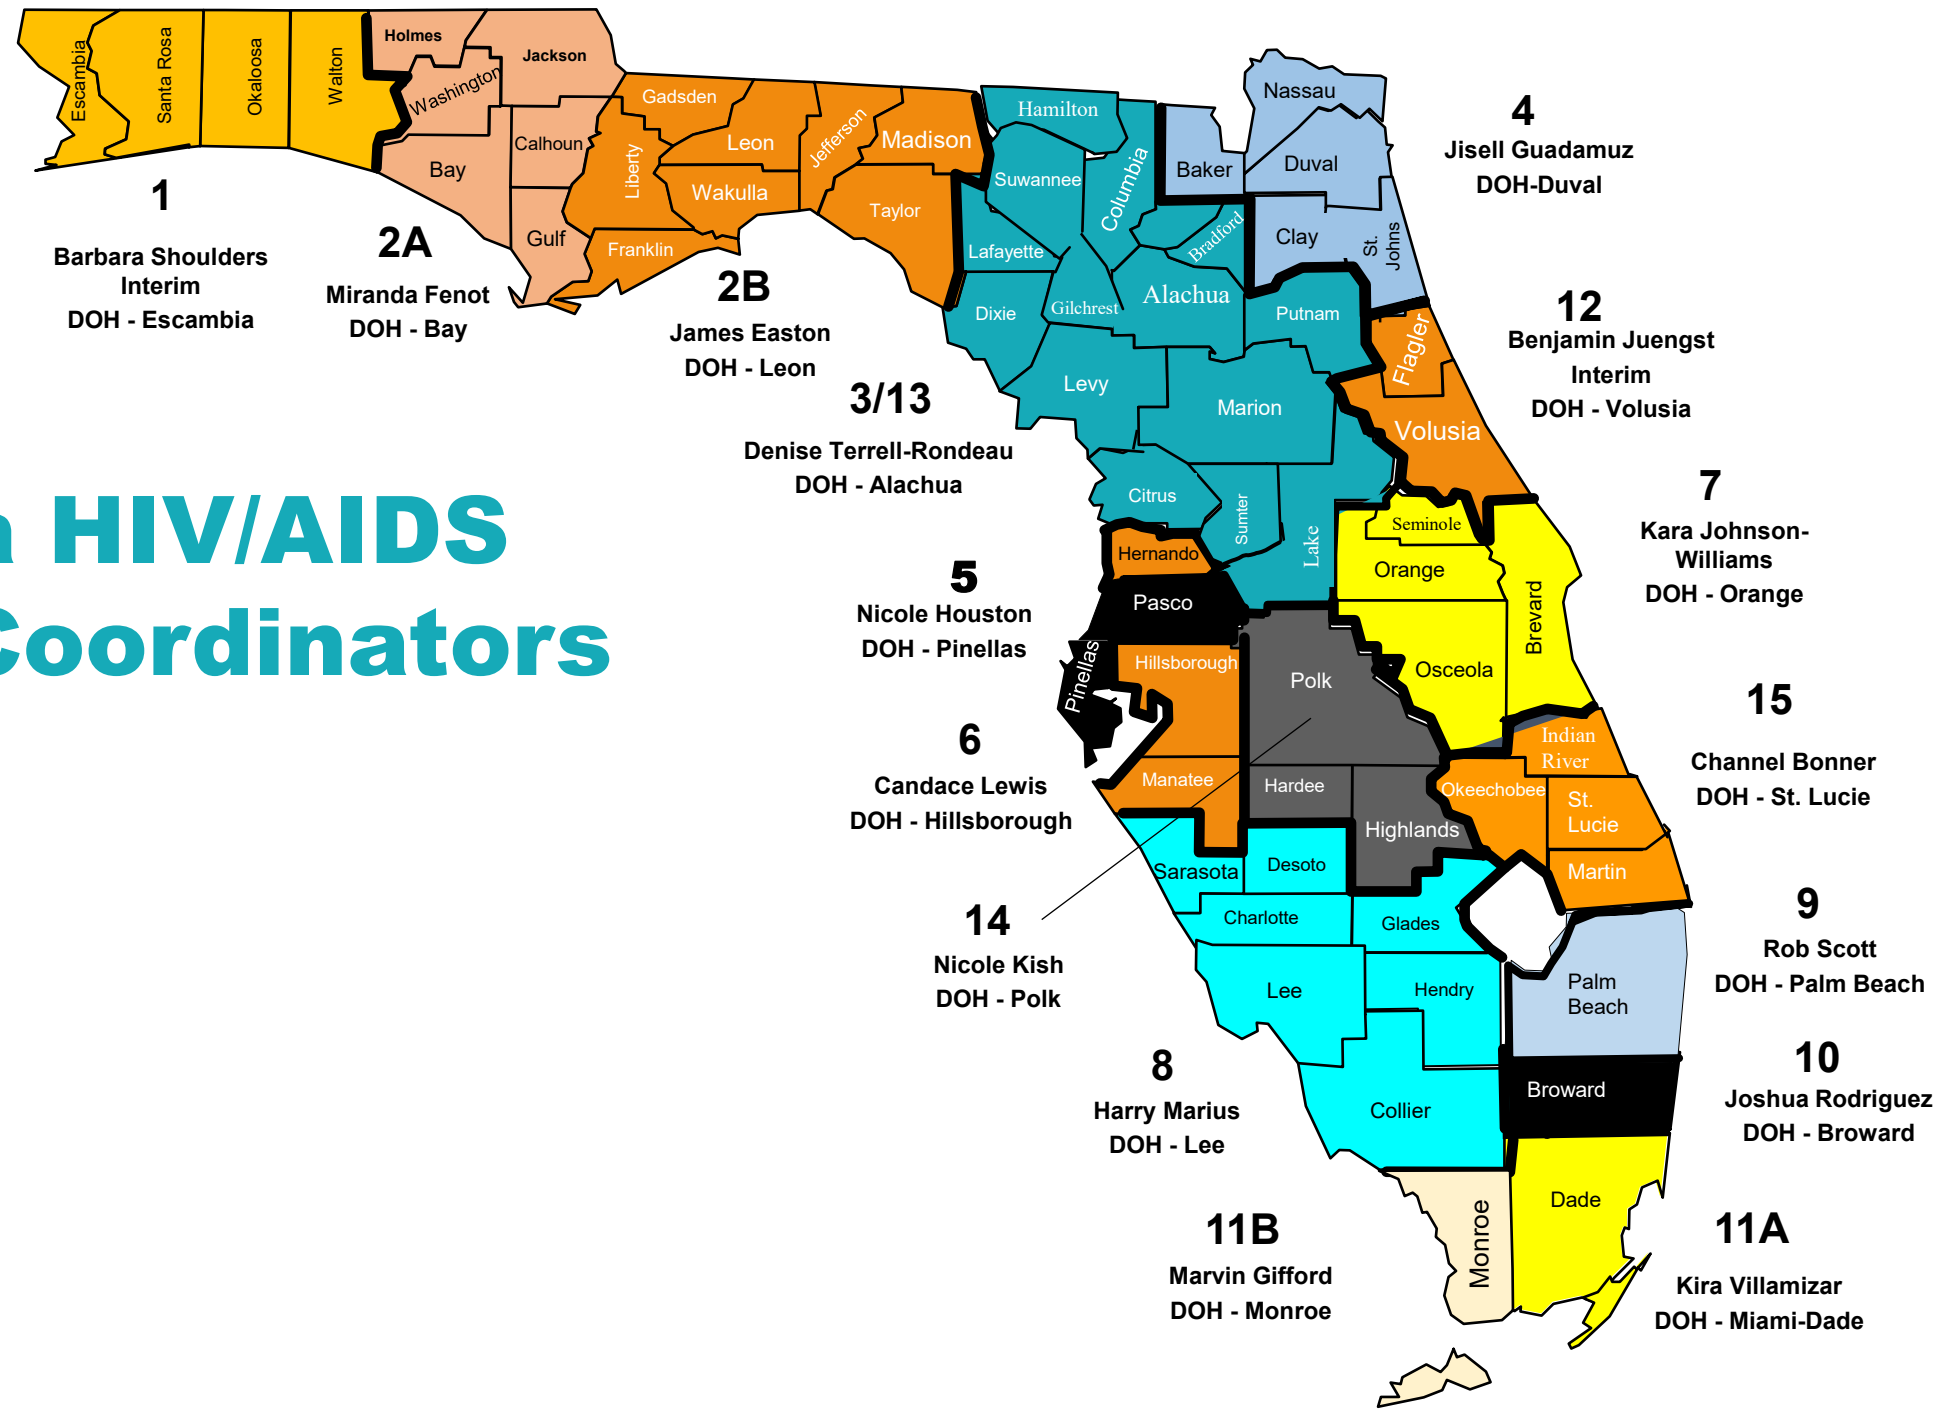 Escambia
Santa Rosa
Okaloosa
Walton
Holmes
Jackson
Washington
Bay
Calhoun
Gulf
Gadsden
Liberty
Leon
Wakulla
Franklin
Jefferson
Madison
Taylor
Hamilton
Suwannee
Columbia
Lafayette
Dixie
Gilchrest
Bradford
Alachua
Putnam
Levy
Marion
Citrus
Sumter
Lake
Baker
Nassau
Duval
Clay
St.
Johns
Flagler
Volusia
Seminole
Orange
Osceola
Brevard
Hernando
Pasco
Pinellas
Hillsborough
Manatee
Polk
Hardee
Highlands
Indian
River
Okeechobee
St.
Lucie
Martin
Sarasota
Desoto
Charlotte
Glades
Lee
Hendry
Collier
Palm
Beach
Broward
Dade
Monroe
1
Barbara Shoulders
Interim
DOH - Escambia
2A
Miranda Fenot
DOH - Bay
2B
James Easton
DOH - Leon
3/13
Denise Terrell-Rondeau
DOH - Alachua
4
Jisell Guadamuz
DOH-Duval
12
Benjamin Juengst
Interim
DOH - Volusia
7
Kara Johnson-
Williams
DOH - Orange
a HIV/AIDS
Coordinators
5
Nicole Houston
DOH - Pinellas
6
Candace Lewis
DOH - Hillsborough
15
Channel Bonner
DOH - St. Lucie
14
Nicole Kish
DOH - Polk
9
Rob Scott
DOH - Palm Beach
8
Harry Marius
DOH - Lee
10
Joshua Rodriguez
DOH - Broward
11B
Marvin Gifford
DOH - Monroe
11A
Kira Villamizar
DOH - Miami-Dade